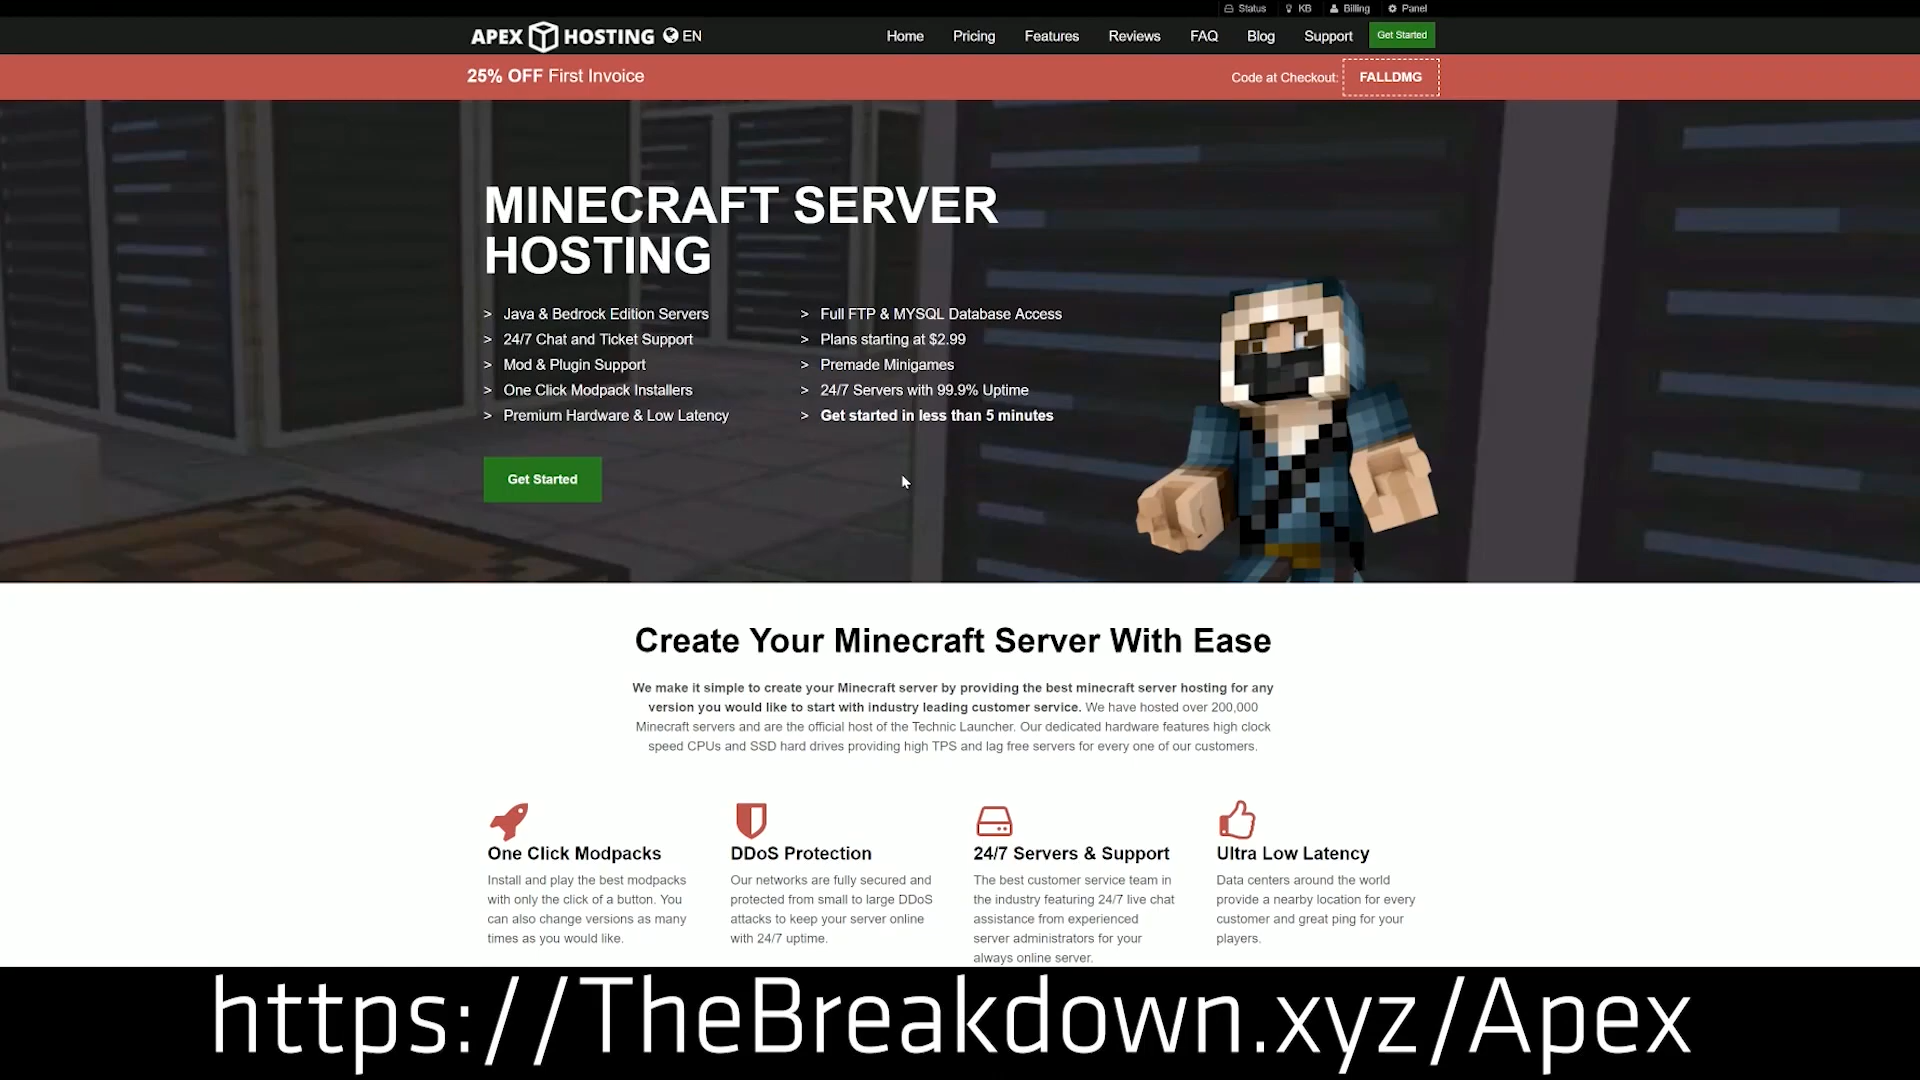 Status KB Billing Panel
APEX HOSTING EN Home Pricing Features Reviews FAQ Blog Support Get Started
25% OFF First Invoice Code at Checkout: FALLDMG
MINECRAFT SERVER
HOSTING
> Java & Bedrock Edition Servers
> 24/7 Chat and Ticket Support
> Mod & Plugin Support
> One Click Modpack Installers
> Premium Hardware & Low Latency
> Full FTP & MYSQL Database Access
> Plans starting at $2.99
> Premade Minigames
> 24/7 Servers with 99.9% Uptime
> Get started in less than 5 minutes
Get Started
Create Your Minecraft Server With Ease
We make it simple to create your Minecraft server by providing the best minecraft server hosting for any
version you would like to start with industry leading customer service. We have hosted over 200,000
Minecraft servers and are the official host of the Technic Launcher. Our dedicated hardware features high clock
speed CPUs and SSD hard drives providing high TPS and lag free servers for every one of our customers.
One Click Modpacks
Install and play the best modpacks
with only the click of a button. You
can also change versions as many
times as you would like.
DDoS Protection
Our networks are fully secured and
protected from small to large DDoS
attacks to keep your server online
with 24/7 uptime.
24/7 Servers & Support
The best customer service team in
the industry featuring 24/7 live chat
assistance from experienced
server administrators for your
always online server.
Ultra Low Latency
Data centers around the world
provide a nearby location for every
customer and great ping for your
players.
https://TheBreakdown.xyz/Apex